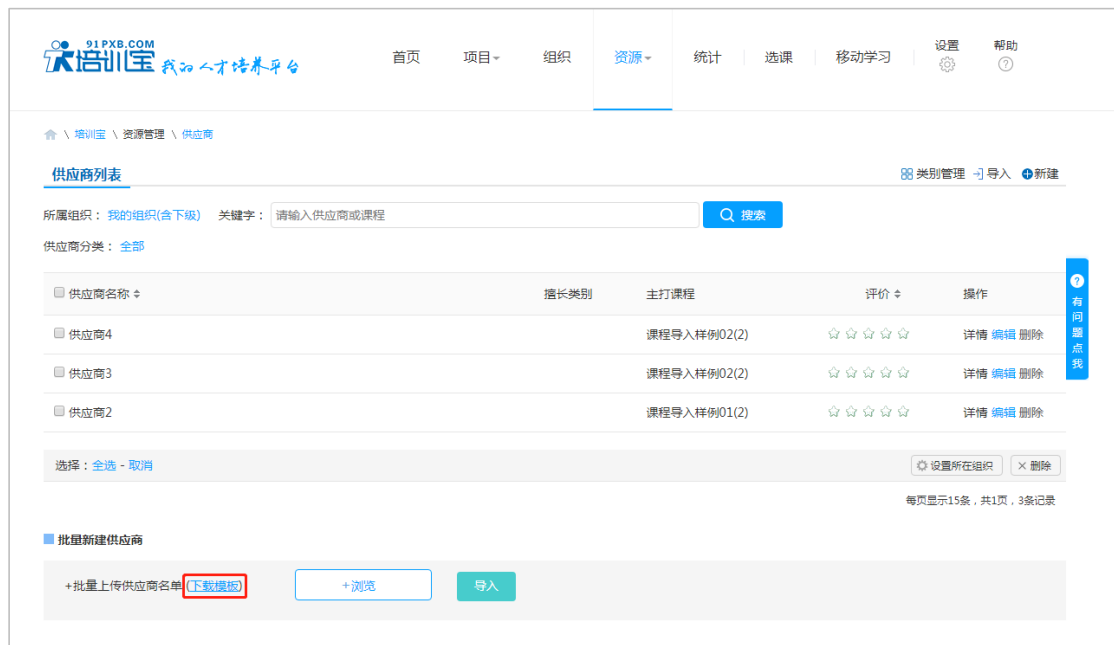 91PXB.COM
培训宝 我的人才培养平台
首页 项目 组织 资源 统计 选课 移动学习 设置 帮助
\ 培训宝 \ 资源管理 \ 供应商
供应商列表 类别管理 导入 新建
所属组织： 我的组织(含下级) 关键字： 请输入供应商或课程 搜索
供应商分类： 全部
供应商名称 擅长类别 主打课程 评价 操作
供应商4 课程导入样例02(2) 详情 编辑 删除
供应商3 课程导入样例02(2) 详情 编辑 删除
供应商2 课程导入样例01(2) 详情 编辑 删除
? 有问题点我
选择：全选 - 取消 设置所在组织 × 删除
每页显示15条，共1页，3条记录
批量新建供应商
+批量上传供应商名单 (下载模板) +浏览 导入